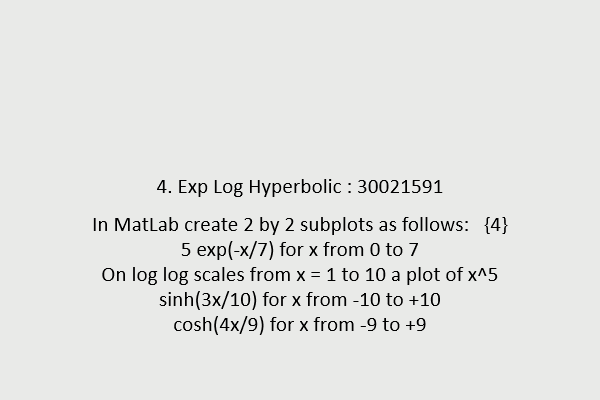 4. Exp Log Hyperbolic : 30021591
In MatLab create 2 by 2 subplots as follows:   {4}
5 exp(-x/7) for x from 0 to 7
On log log scales from x = 1 to 10 a plot of x^5
sinh(3x/10) for x from -10 to +10
cosh(4x/9) for x from -9 to +9